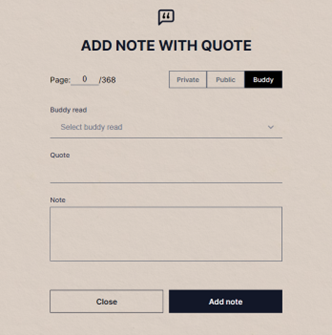 ADD NOTE WITH QUOTE
Page: 0 /368
Private Public Buddy
Buddy read
Select buddy read
Quote
Note
Close Add note